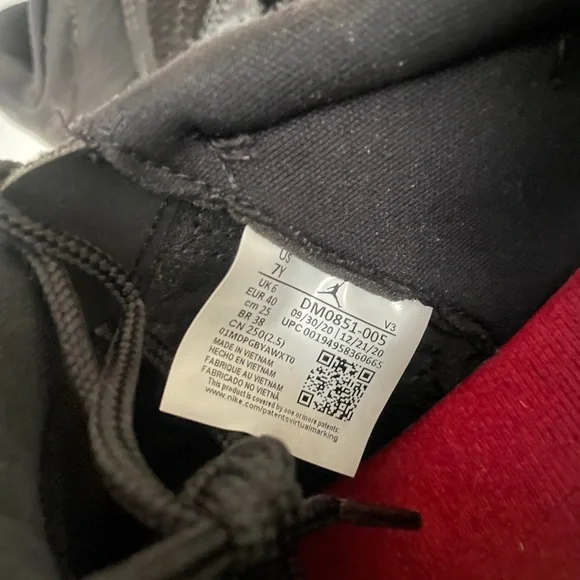 US
7Y
UK 6
EUR 40
cm 25
BR 38
CN 250(2.5)
01MDPGBYAWXT0
MADE IN VIETNAM
HECHO EN VIETNAM
FABRIQUE AU VIETNAM
FABRICADO NO VIETNÃ
V3
DM0851-005
09/30/20 | 12/21/20
UPC 00194958360665
This product is covered by one or more patents:
www.nike.com/patentsvirtualmarking